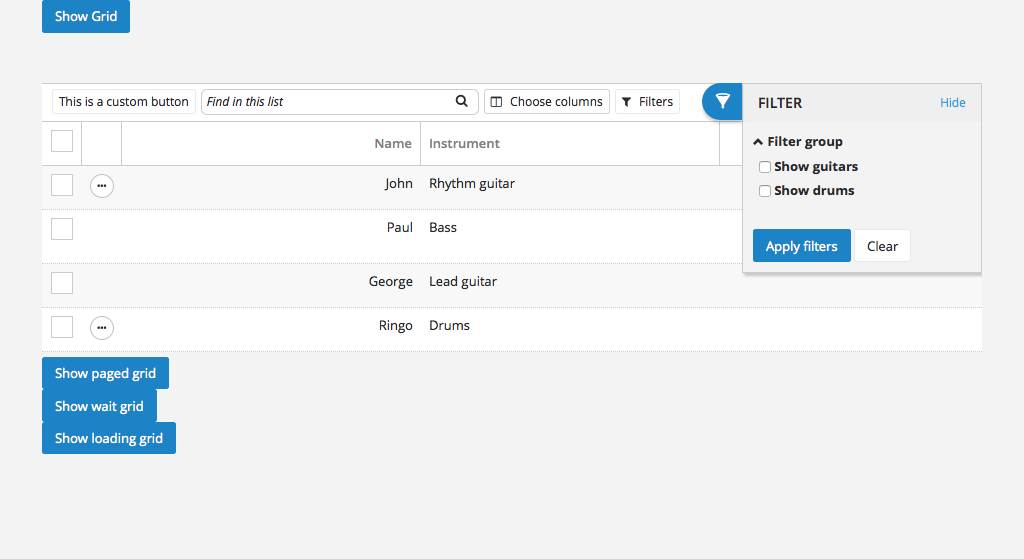 Show Grid
This is a custom button Find in this list Choose columns Filters
FILTER Hide
Filter group
Show guitars
Show drums
Apply filters Clear
Name Instrument
John Rhythm guitar
Paul Bass
George Lead guitar
Ringo Drums
Show paged grid
Show wait grid
Show loading grid